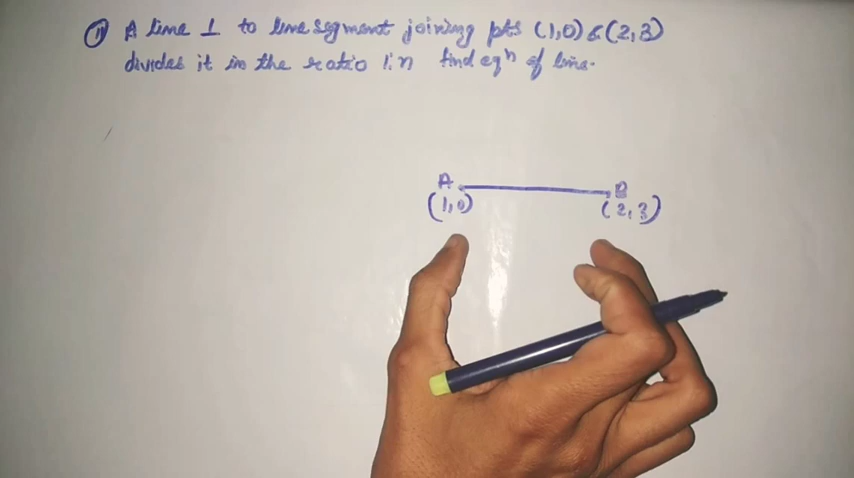 11 A line ⊥ to line segment joining pts (1,0) & (2,3)
divides it in the ratio 1:n find eqⁿ of line.
A B
(1,0) (2,3)